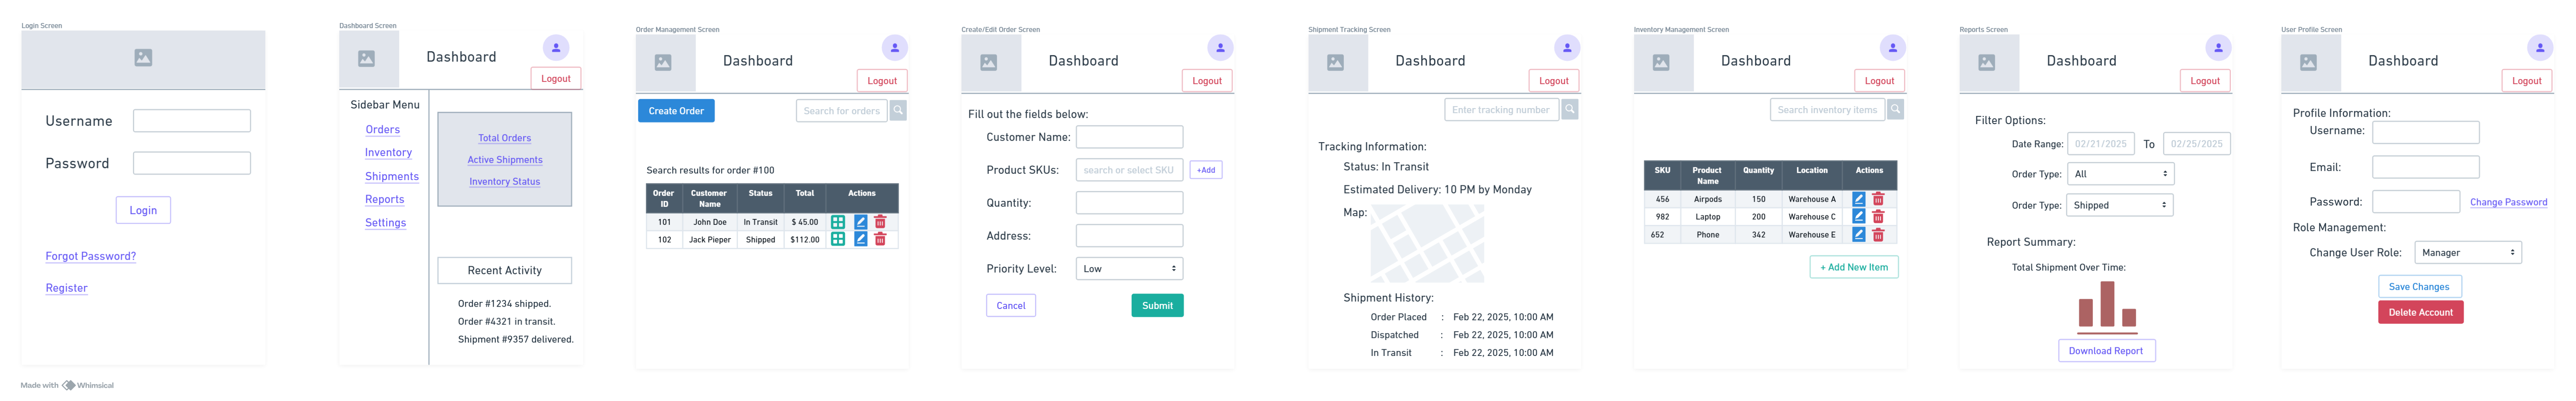 Login Screen
Username
Password
Login
Forgot Password?
Register
Made with Whimsical
Dashboard Screen
Dashboard
Logout
Sidebar Menu
Orders
Inventory
Shipments
Reports
Settings
Total Orders
Active Shipments
Inventory Status
Recent Activity
Order #1234 shipped.
Order #4321 in transit.
Shipment #9357 delivered.
Order Management Screen
Dashboard
Logout
Create Order
Search for orders
Search results for order #100
Order ID Customer Name Status Total Actions
101 John Doe In Transit $ 45.00
102 Jack Pieper Shipped $112.00
Create/Edit Order Screen
Dashboard
Logout
Fill out the fields below:
Customer Name:
Product SKUs: search or select SKU +Add
Quantity:
Address:
Priority Level: Low
Cancel Submit
Shipment Tracking Screen
Dashboard
Logout
Enter tracking number
Tracking Information:
Status: In Transit
Estimated Delivery: 10 PM by Monday
Map:
Shipment History:
Order Placed : Feb 22, 2025, 10:00 AM
Dispatched : Feb 22, 2025, 10:00 AM
In Transit : Feb 22, 2025, 10:00 AM
Inventory Management Screen
Dashboard
Logout
Search inventory items
SKU Product Name Quantity Location Actions
456 Airpods 150 Warehouse A
982 Laptop 200 Warehouse C
652 Phone 342 Warehouse E
+ Add New Item
Reports Screen
Dashboard
Logout
Filter Options:
Date Range: 02/21/2025 To 02/25/2025
Order Type: All
Order Type: Shipped
Report Summary:
Total Shipment Over Time:
Download Report
User Profile Screen
Dashboard
Logout
Profile Information:
Username:
Email:
Password: Change Password
Role Management:
Change User Role: Manager
Save Changes
Delete Account